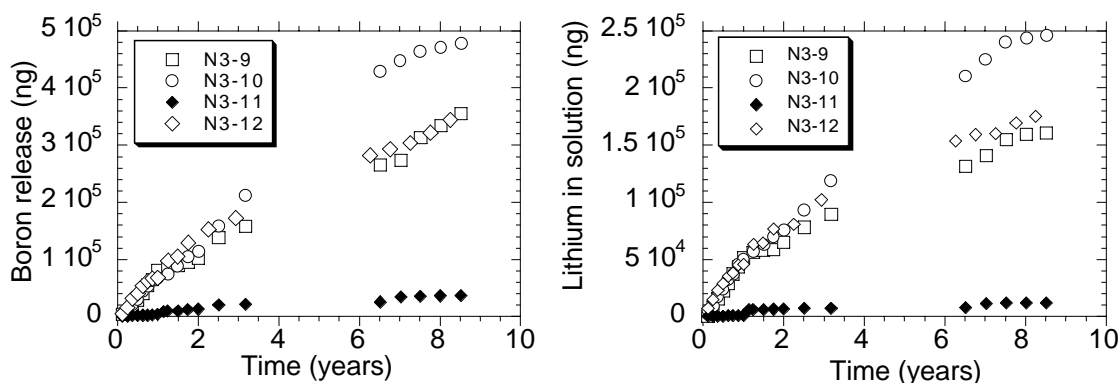 Boron release (ng)
5 10⁵
4 10⁵
3 10⁵
2 10⁵
1 10⁵
0
N3-9
N3-10
N3-11
N3-12
0 2 4 6 8 10
Time (years)
Lithium in solution (ng)
2.5 10⁵
2 10⁵
1.5 10⁵
1 10⁵
5 10⁴
0
N3-9
N3-10
N3-11
N3-12
0 2 4 6 8 10
Time (years)